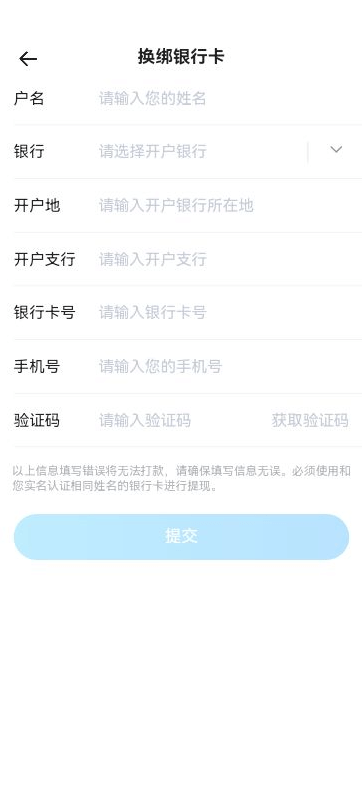 换绑银行卡
户名 请输入您的姓名
银行 请选择开户银行
开户地 请输入开户银行所在地
开户支行 请输入开户支行
银行卡号 请输入银行卡号
手机号 请输入您的手机号
验证码 请输入验证码 获取验证码
以上信息填写错误将无法打款，请确保填写信息无误。必须使用和
您实名认证相同姓名的银行卡进行提现。
提交